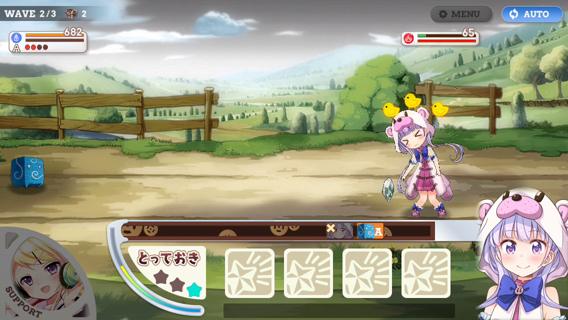 WAVE 2/3 2
MENU
AUTO
682
A
65
A
とっておき
SUPPORT